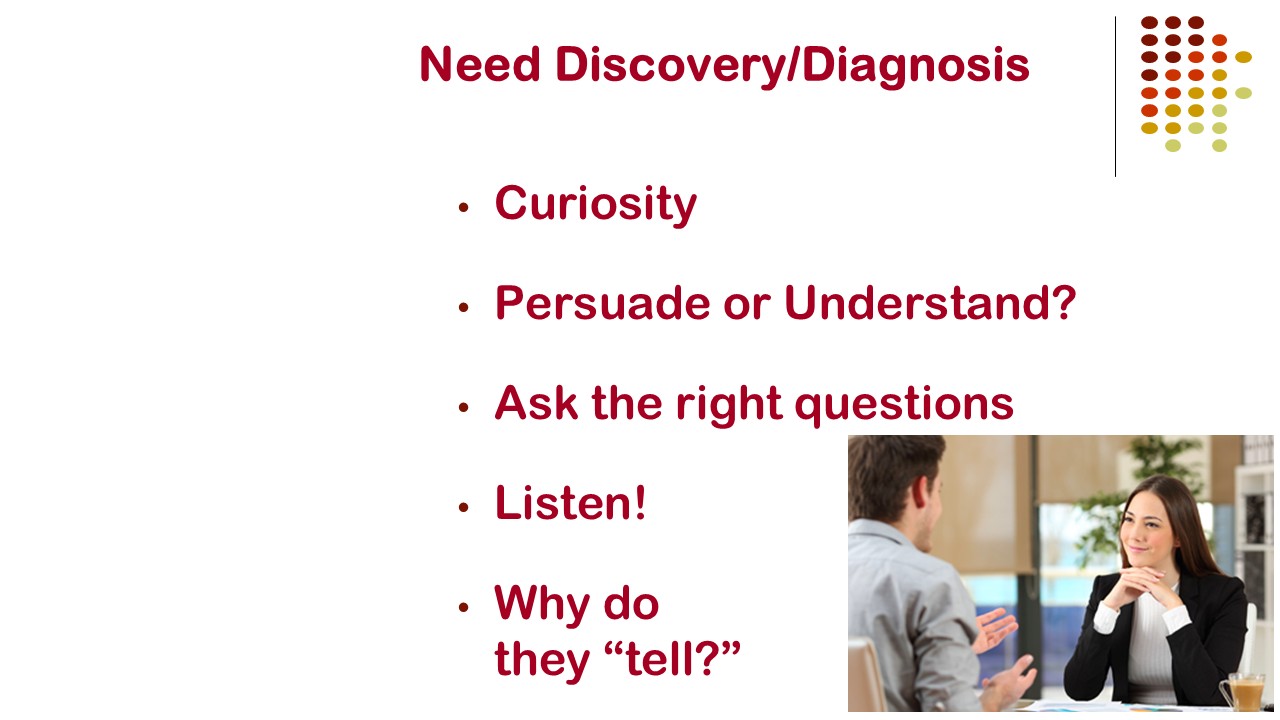 Need Discovery/Diagnosis
• Curiosity
• Persuade or Understand?
• Ask the right questions
• Listen!
• Why do
they “tell?”